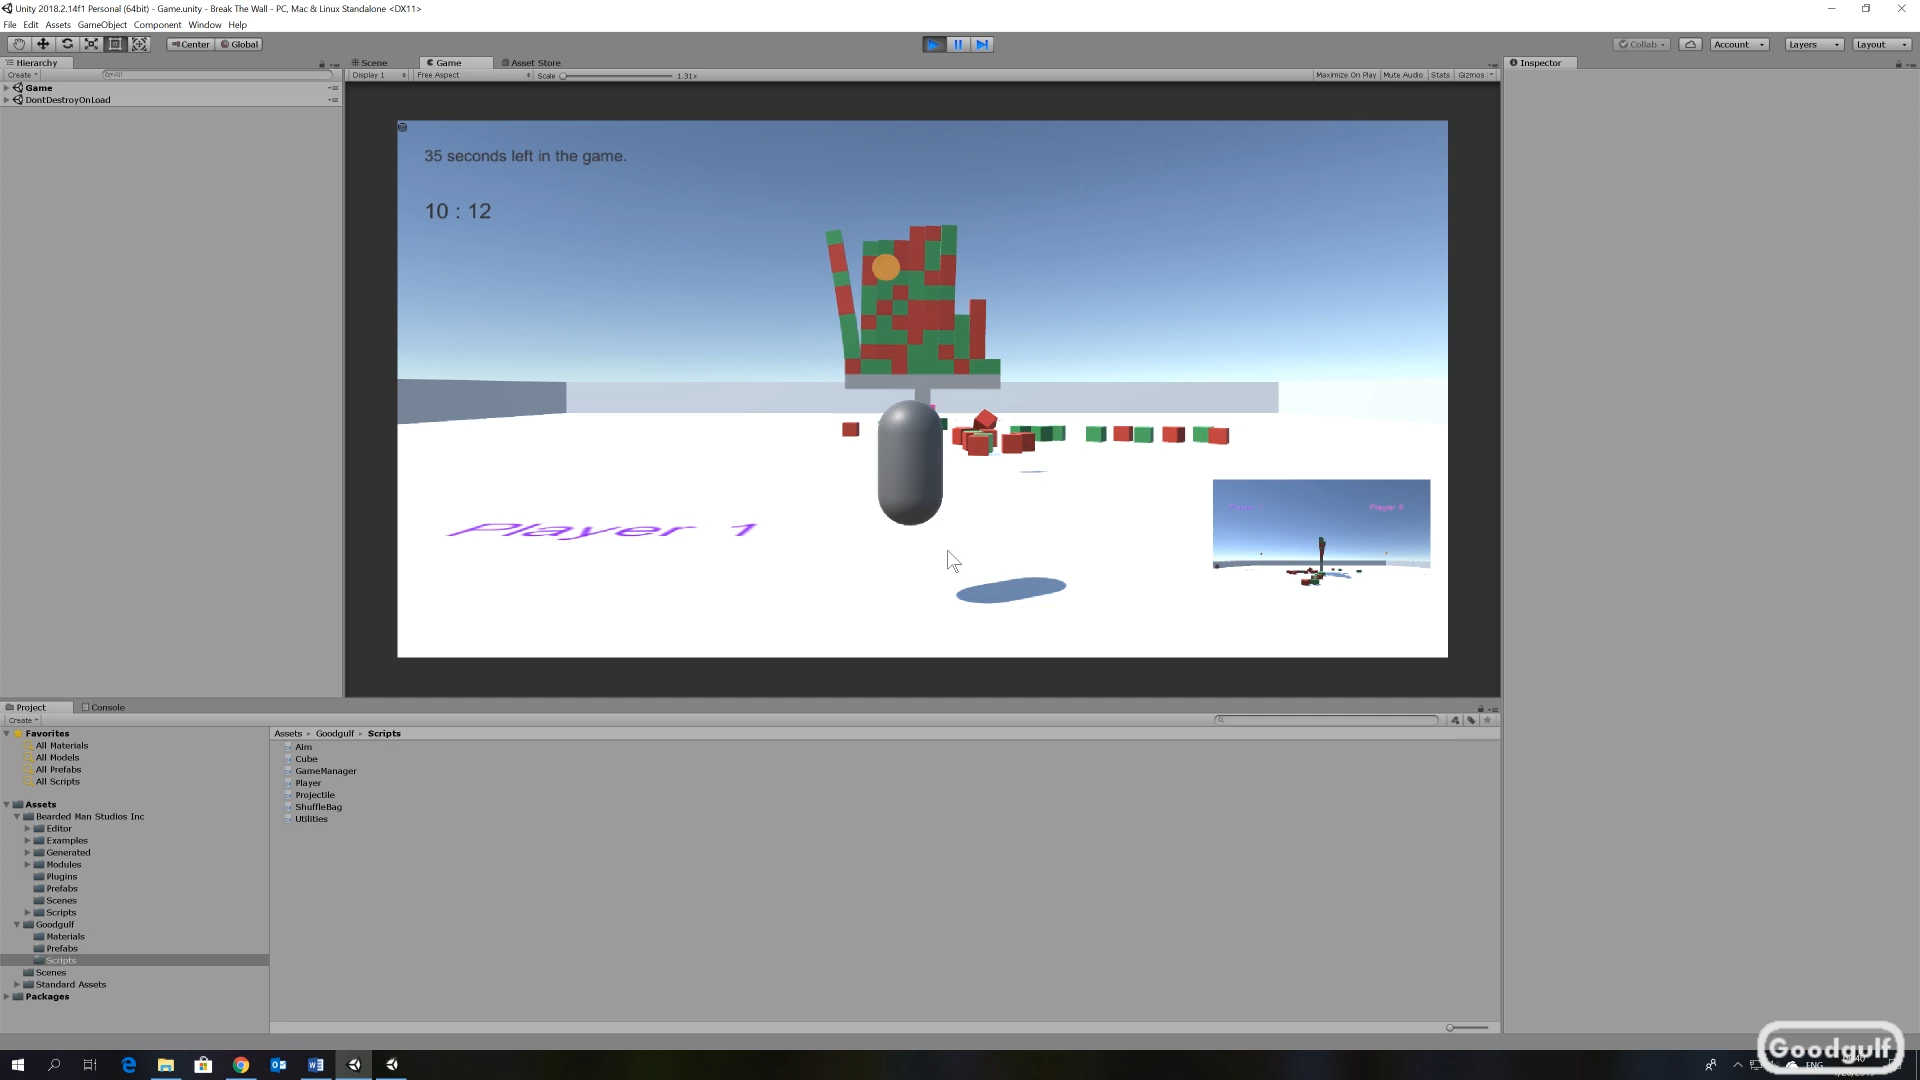 Unity 2018.2.14f1 Personal (64bit) - Game.unity - Break The Wall - PC, Mac & Linux Standalone <DX11>
File Edit Assets GameObject Component Window Help
Center Global
Collab Account Layers Layout
Hierarchy
Create All
Game
DontDestroyOnLoad
Scene Game Asset Store
Display 1 Free Aspect Scale 1.31x Maximize On Play Mute Audio Stats Gizmos
35 seconds left in the game.
10 : 12
Player 1
Inspector
Project Console
Create
Favorites
All Materials
All Models
All Prefabs
All Scripts
Assets
Bearded Man Studios Inc
Editor
Examples
Generated
Modules
Plugins
Prefabs
Scenes
Scripts
Goodgulf
Materials
Prefabs
Scripts
Scenes
Standard Assets
Packages
Assets Goodgulf Scripts
Aim
Cube
GameManager
Player
Projectile
ShuffleBag
Utilities
ENG
Goodgulf